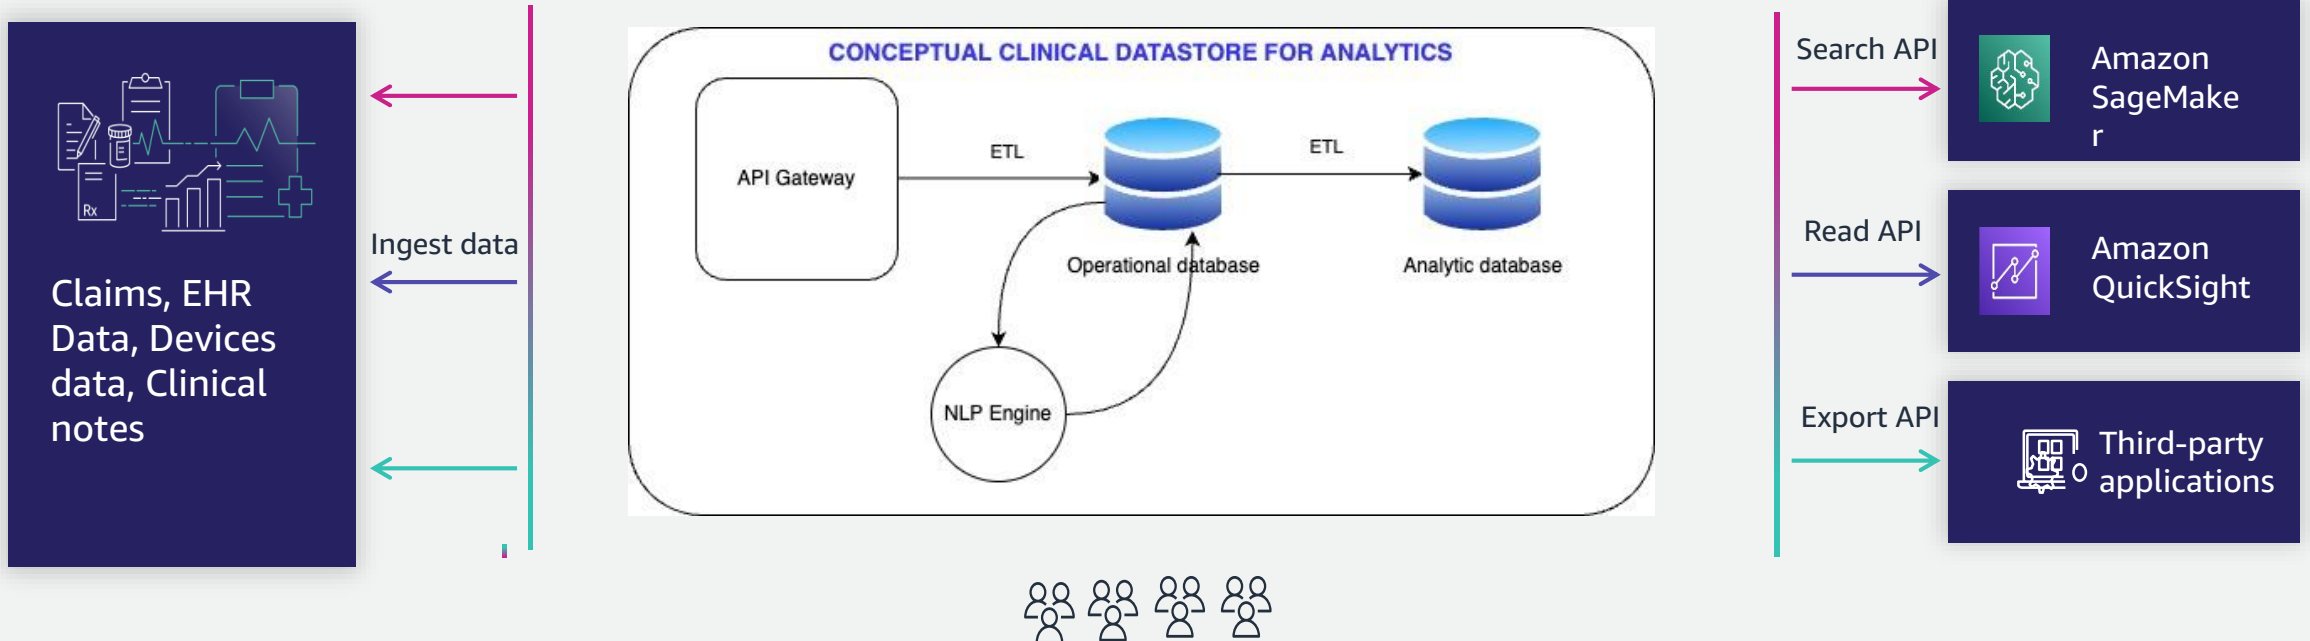 Rx
Claims, EHR
Data, Devices
data, Clinical
notes
Ingest data
CONCEPTUAL CLINICAL DATASTORE FOR ANALYTICS
API Gateway
ETL
ETL
Operational database
Analytic database
NLP Engine
Search API
Amazon
SageMake
r
Read API
Amazon
QuickSight
Export API
Third-party
applications